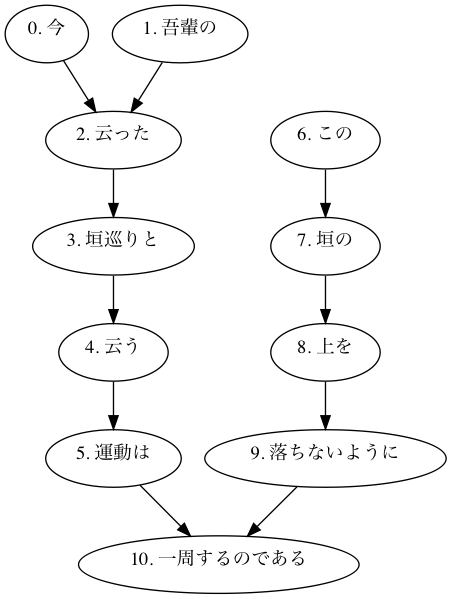 0. 今
1. 吾輩の
2. 云った
6. この
3. 垣巡りと
7. 垣の
4. 云う
8. 上を
5. 運動は
9. 落ちないように
10. 一周するのである